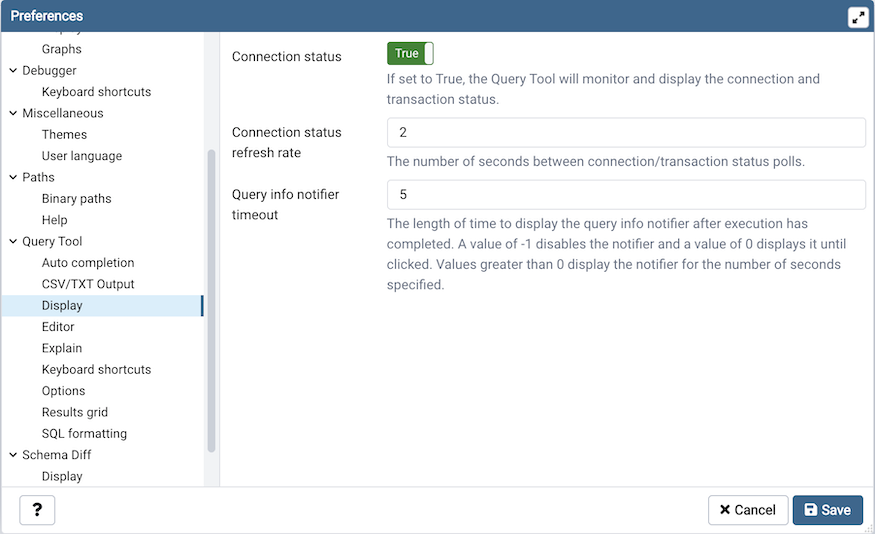 Preferences
Graphs
Debugger
Keyboard shortcuts
Miscellaneous
Themes
User language
Paths
Binary paths
Help
Query Tool
Auto completion
CSV/TXT Output
Display
Editor
Explain
Keyboard shortcuts
Options
Results grid
SQL formatting
Schema Diff
Display
Connection status
True
If set to True, the Query Tool will monitor and display the connection and
transaction status.
Connection status
refresh rate
2
The number of seconds between connection/transaction status polls.
Query info notifier
timeout
5
The length of time to display the query info notifier after execution has
completed. A value of -1 disables the notifier and a value of 0 displays it until
clicked. Values greater than 0 display the notifier for the number of seconds
specified.
?
Cancel
Save